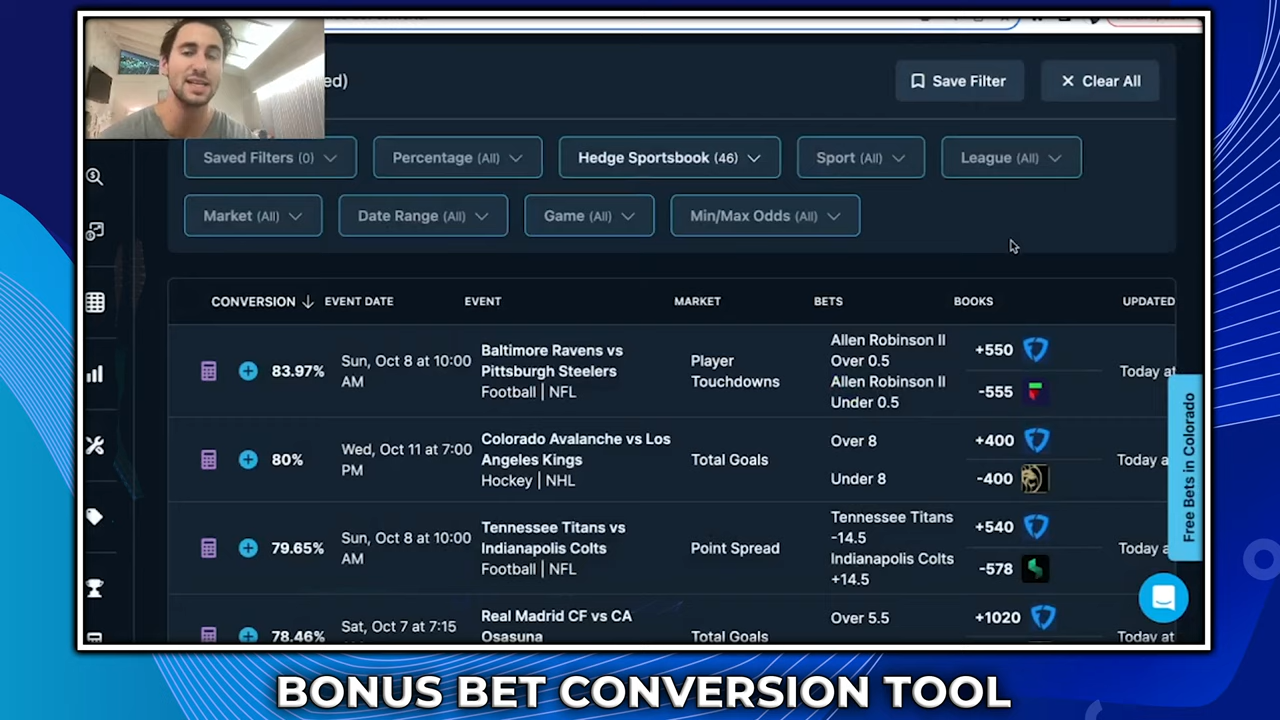 ed)
Save Filter
Clear All
Saved Filters (0)
Percentage (All)
Hedge Sportsbook (46)
Sport (All)
League (All)
Market (All)
Date Range (All)
Game (All)
Min/Max Odds (All)
CONVERSION
EVENT DATE
EVENT
MARKET
BETS
BOOKS
UPDATED
83.97%
Sun, Oct 8 at 10:00
AM
Baltimore Ravens vs
Pittsburgh Steelers
Football | NFL
Player
Touchdowns
Allen Robinson II
Over 0.5
Allen Robinson II
Under 0.5
+550
-555
Today at
80%
Wed, Oct 11 at 7:00
PM
Colorado Avalanche vs Los
Angeles Kings
Hockey | NHL
Total Goals
Over 8
Under 8
+400
-400
Today a
79.65%
Sun, Oct 8 at 10:00
AM
Tennessee Titans vs
Indianapolis Colts
Football | NFL
Point Spread
Tennessee Titans
-14.5
Indianapolis Colts
+14.5
+540
-578
Today a
78.46%
Sat, Oct 7 at 7:15
Real Madrid CF vs CA
Osasuna
Total Goals
Over 5.5
+1020
Today at
Free Bets in Colorado
BONUS BET CONVERSION TOOL